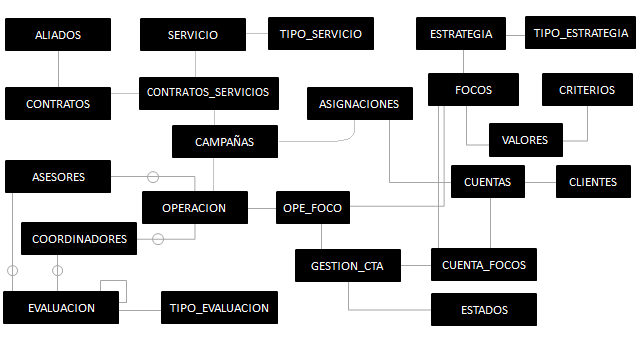 ALIADOS
SERVICIO
TIPO_SERVICIO
ESTRATEGIA
TIPO_ESTRATEGIA
CONTRATOS
CONTRATOS_SERVICIOS
ASIGNACIONES
FOCOS
CRITERIOS
CAMPAÑAS
VALORES
ASESORES
CUENTAS
CLIENTES
OPERACION
OPE_FOCO
COORDINADORES
GESTION_CTA
CUENTA_FOCOS
EVALUACION
TIPO_EVALUACION
ESTADOS